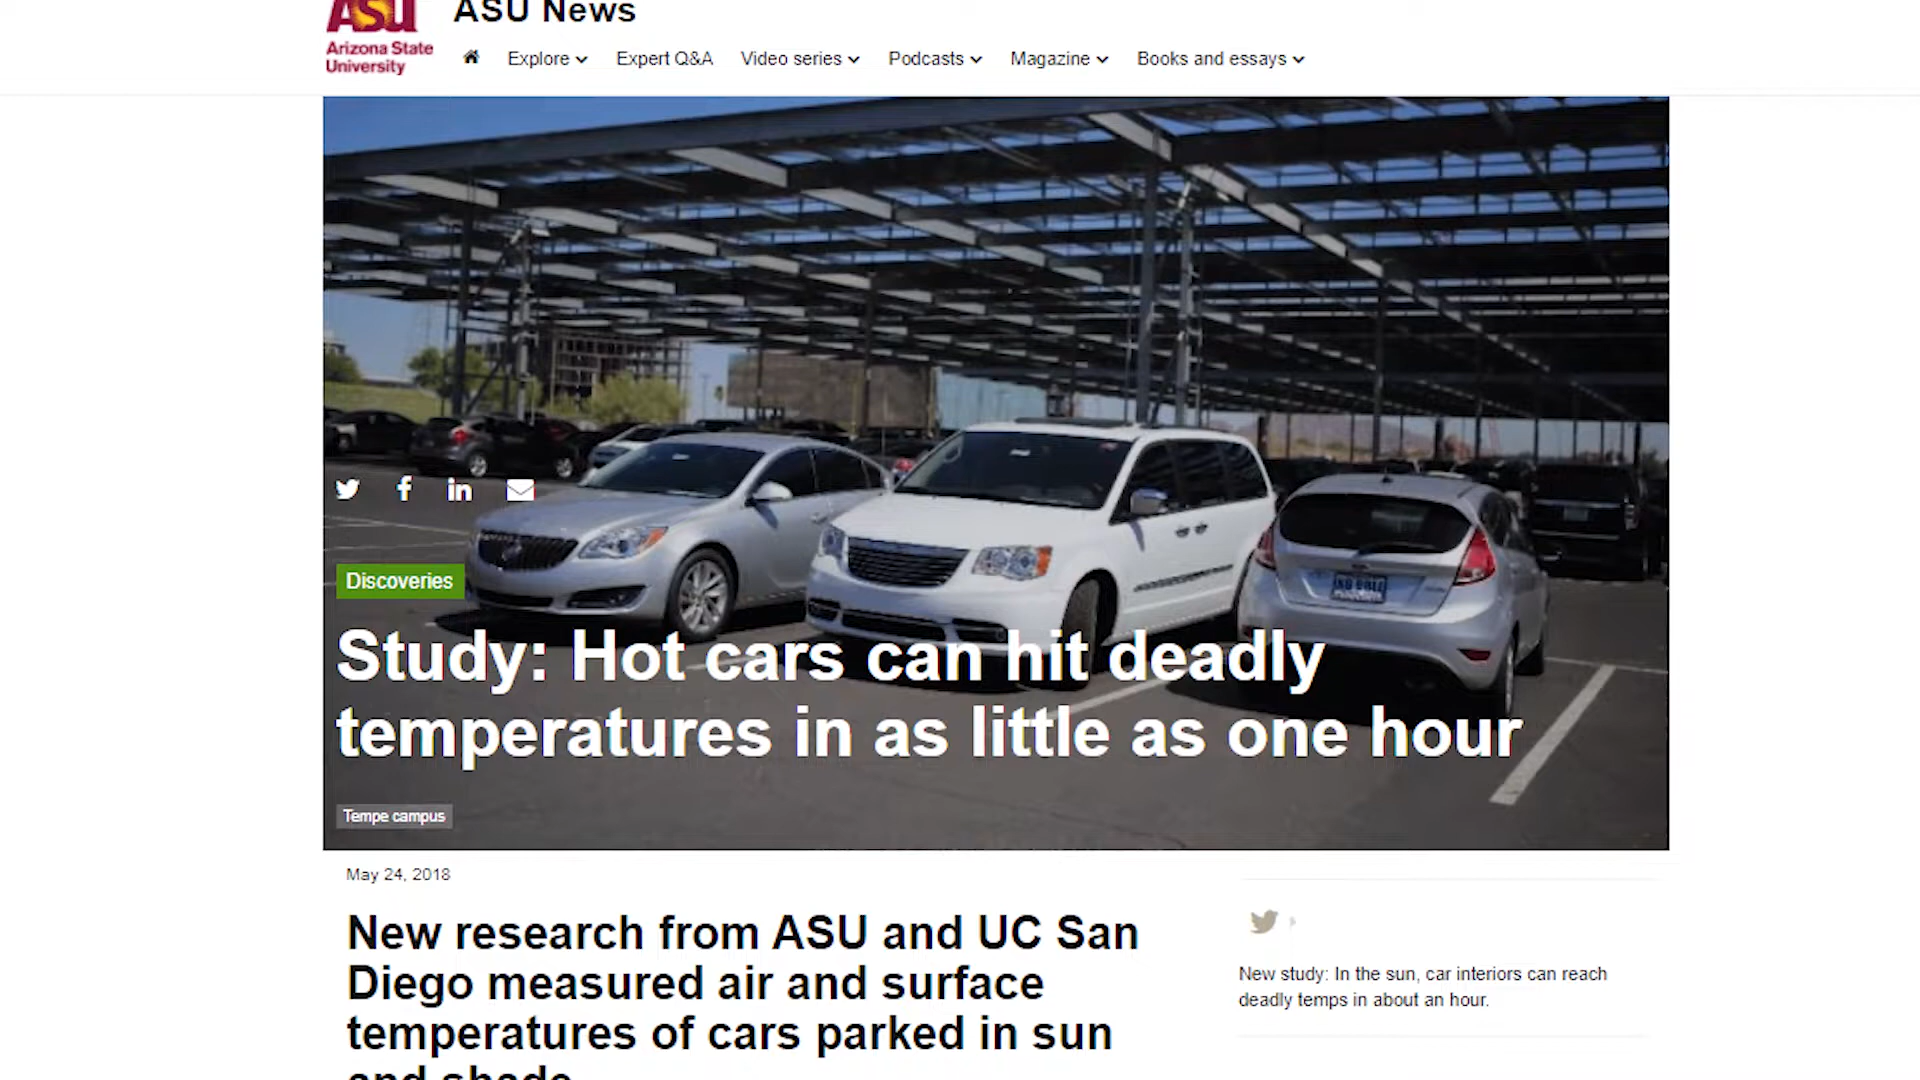 ASU
Arizona State
University
ASU News
Explore
Expert Q&A
Video series
Podcasts
Magazine
Books and essays
Discoveries
Study: Hot cars can hit deadly
temperatures in as little as one hour
Tempe campus
May 24, 2018
New research from ASU and UC San
Diego measured air and surface
temperatures of cars parked in sun
and shade
New study: In the sun, car interiors can reach
deadly temps in about an hour.